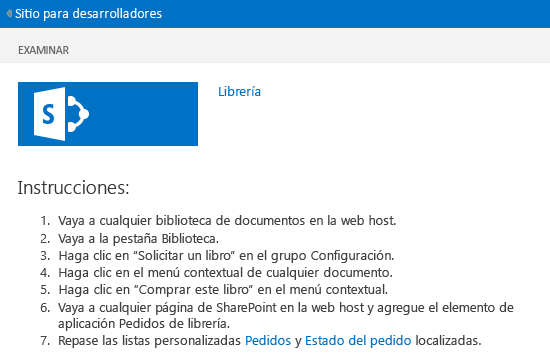 Sitio para desarrolladores
EXAMINAR
S
Librería
Instrucciones:
1. Vaya a cualquier biblioteca de documentos en la web host.
2. Vaya a la pestaña Biblioteca.
3. Haga clic en “Solicitar un libro” en el grupo Configuración.
4. Haga clic en el menú contextual de cualquier documento.
5. Haga clic en “Comprar este libro” en el menú contextual.
6. Vaya a cualquier página de SharePoint en la web host y agregue el elemento de
aplicación Pedidos de librería.
7. Repase las listas personalizadas Pedidos y Estado del pedido localizadas.